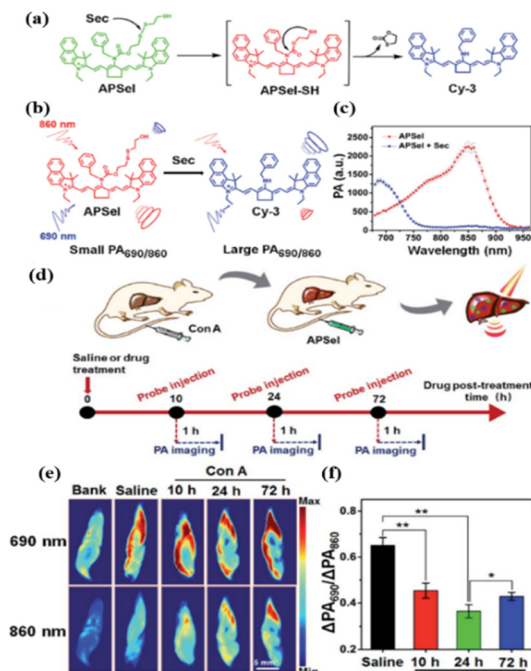 (a)
Sec
APSel
APSel-SH
Cy-3
(b)
860 nm
APSel
690 nm
Small PA690/860
Sec
Cy-3
Large PA690/860
(c)
PA (a.u.)
2500
2000
1500
1000
500
0
APSel
APSel + Sec
700 750 800 850 900 950
Wavelength (nm)
(d)
Con A
APSel
Saline or drug
treatment
Probe injection
Probe injection
Probe injection
0
10
24
72
Drug post-treatment
time (h)
1 h
1 h
1 h
PA imaging
PA imaging
PA imaging
(e)
Con A
Bank Saline 10 h 24 h 72 h
690 nm
860 nm
Max
5 mm
(f)
ΔPA690/ΔPA860
0.6
0.4
0.2
**
**
*
Saline 10 h 24 h 72 h